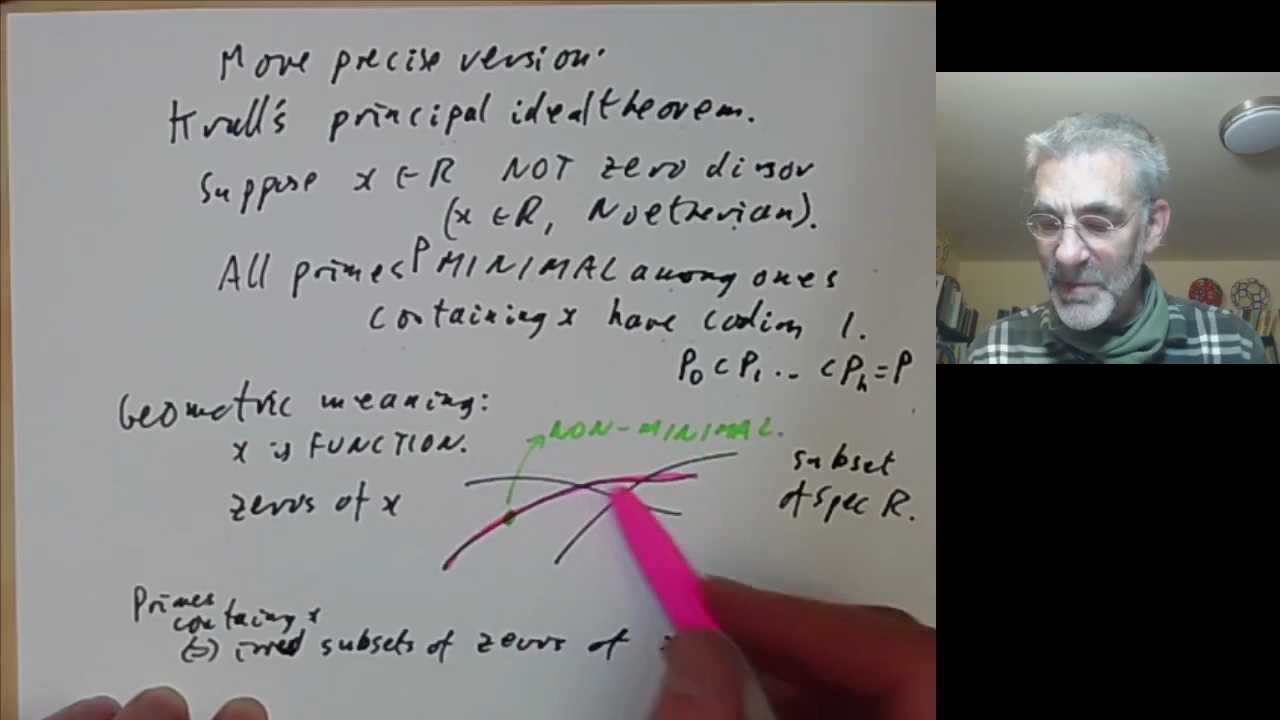 More precise version:
Krull's principal ideal theorem.
Suppose x ∈ R NOT zero divisor
(x ∈ R, Noetherian).
All primes P MINIMAL among ones
containing x have codim 1.
P₀ ⊂ P₁ .. ⊂ Pₕ = P
Geometric meaning:
x is FUNCTION.
NON-MINIMAL.
zeros of x
subset
of spec R.
Primes
containing x
(=) irred subsets of zeros of